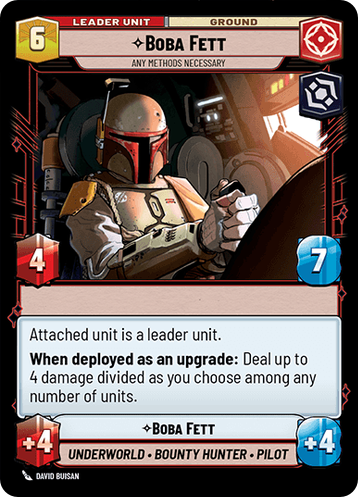 LEADER UNIT
GROUND
6
✧BOBA FETT
ANY METHODS NECESSARY
4
7
Attached unit is a leader unit.
When deployed as an upgrade: Deal up to
4 damage divided as you choose among any
number of units.
✧BOBA FETT
+4
+4
UNDERWORLD • BOUNTY HUNTER • PILOT
DAVID BUISAN